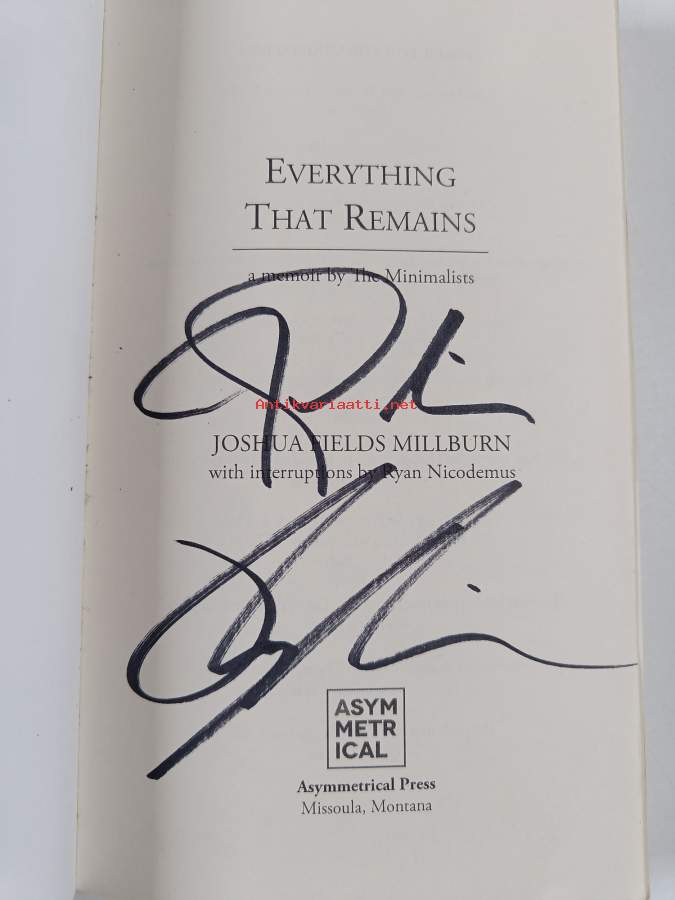 EVERYTHING
THAT REMAINS
a memoir by The Minimalists
Antikvariaatti.net
JOSHUA FIELDS MILLBURN
with interruptions by Ryan Nicodemus
ASYM
METR
ICAL
Asymmetrical Press
Missoula, Montana